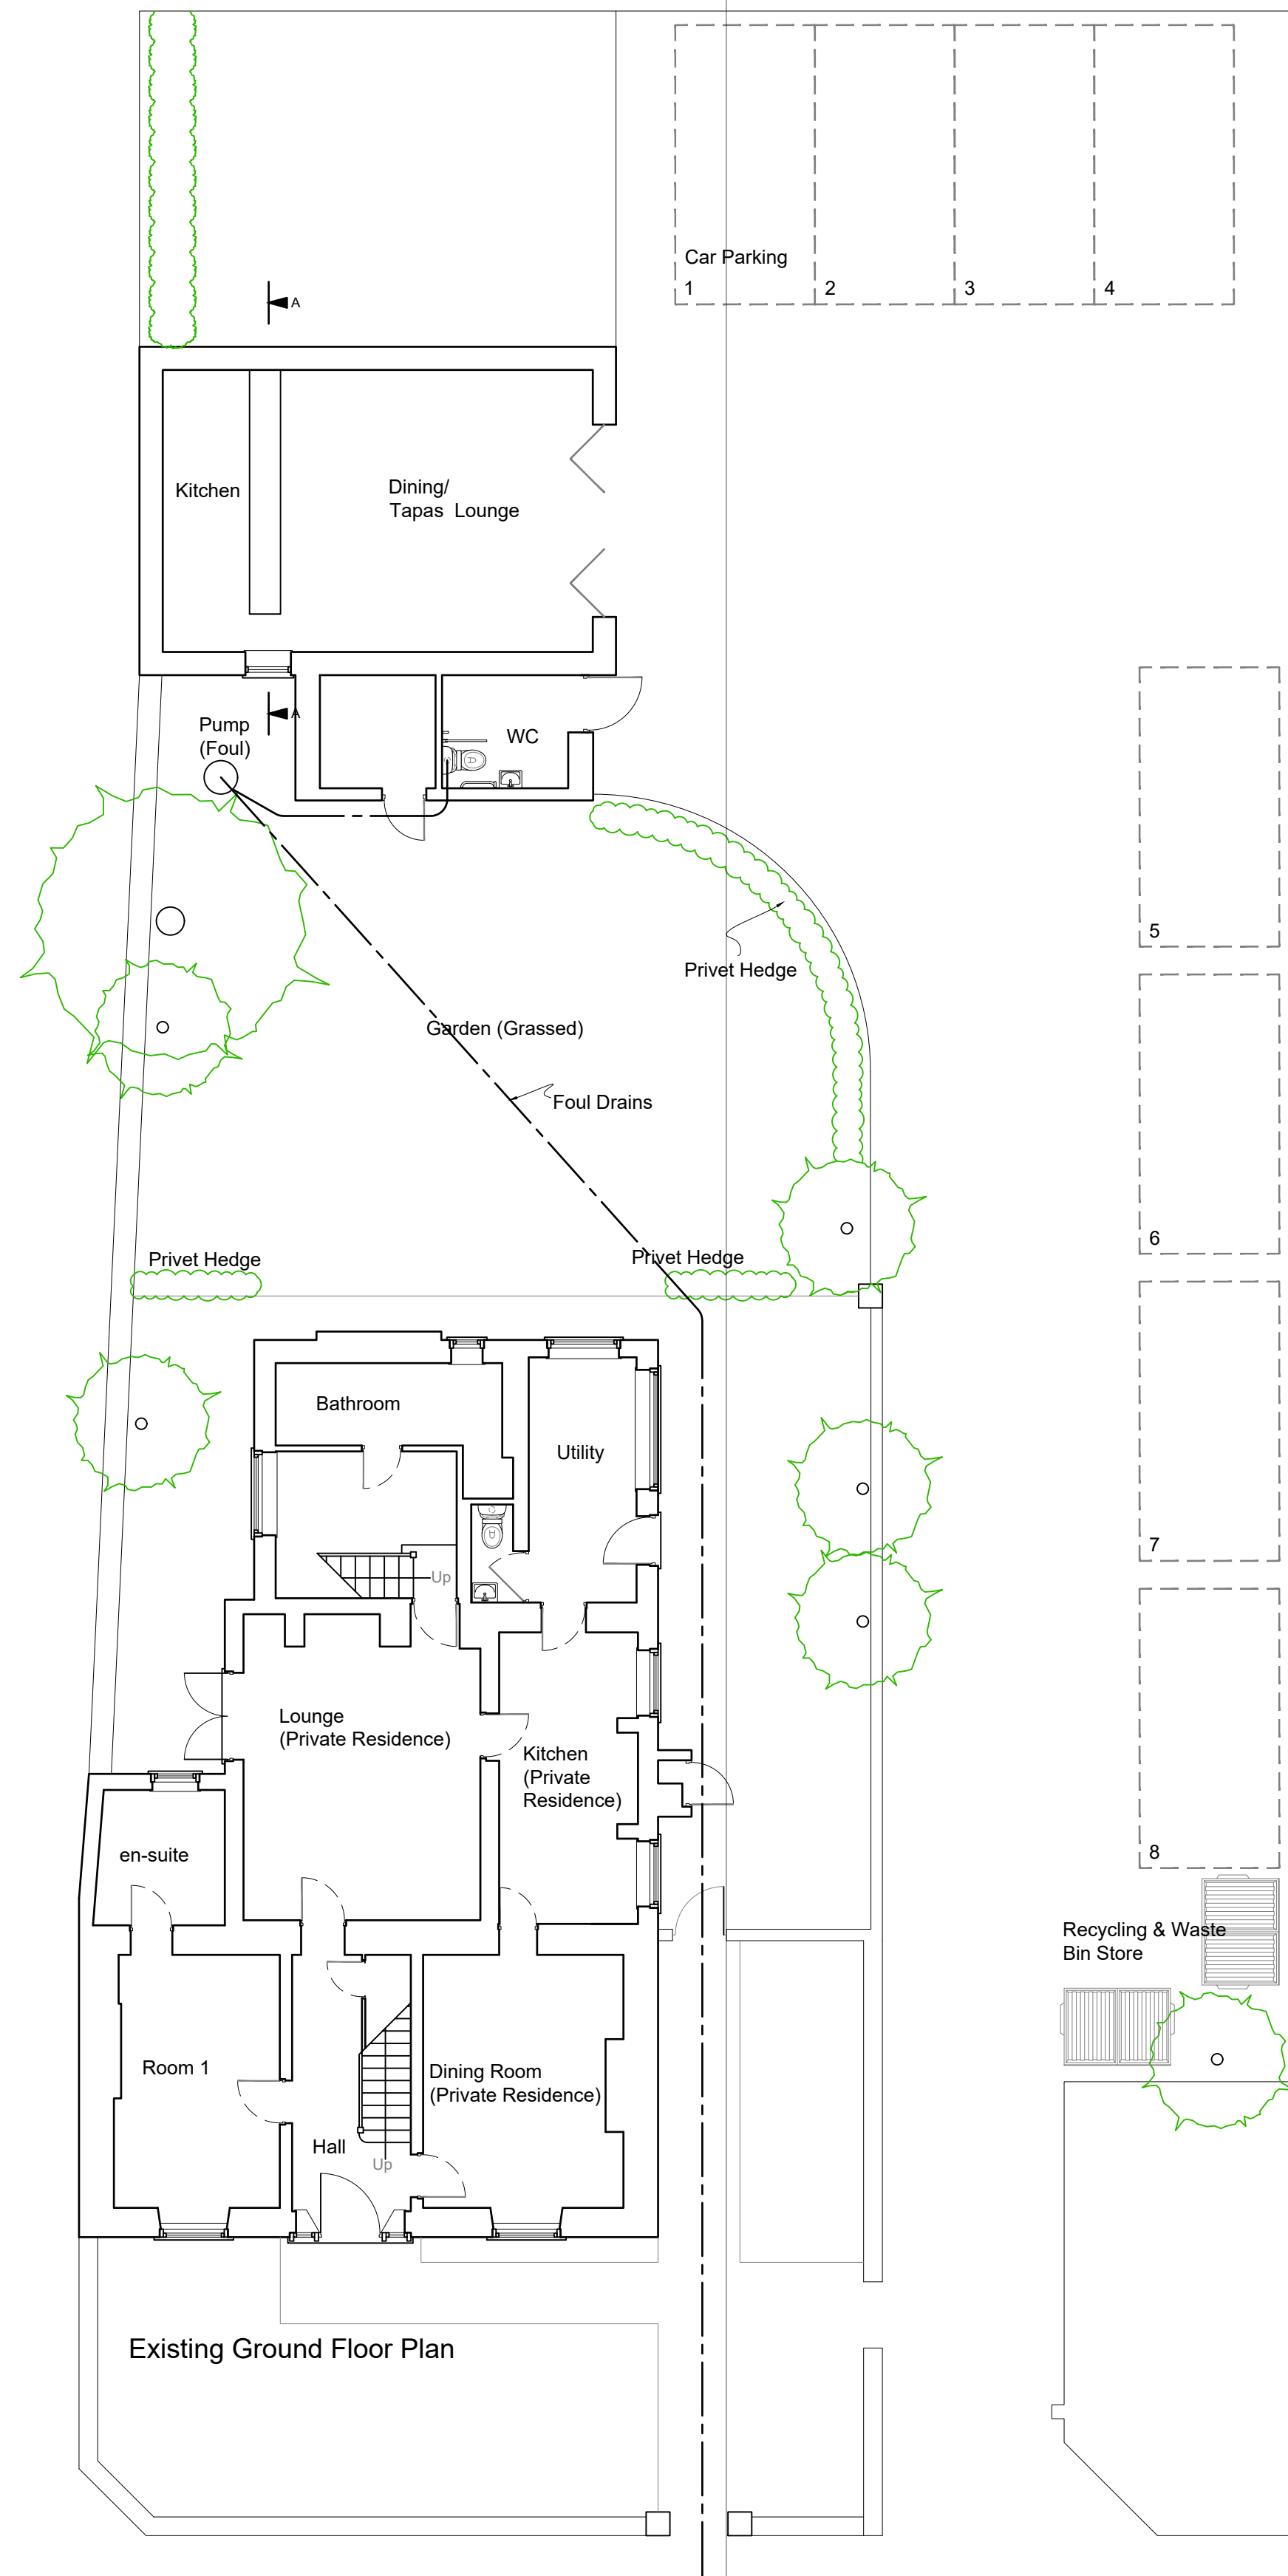 Car Parking
1
2
3
4
A
Kitchen
Dining/
Tapas Lounge
A
Pump
(Foul)
WC
5
Privet Hedge
Garden (Grassed)
Foul Drains
6
Privet Hedge
Privet Hedge
Bathroom
Utility
7
Up
Lounge
(Private Residence)
Kitchen
(Private
Residence)
8
en-suite
Recycling & Waste
Bin Store
Room 1
Dining Room
(Private Residence)
Hall
Up
Existing Ground Floor Plan